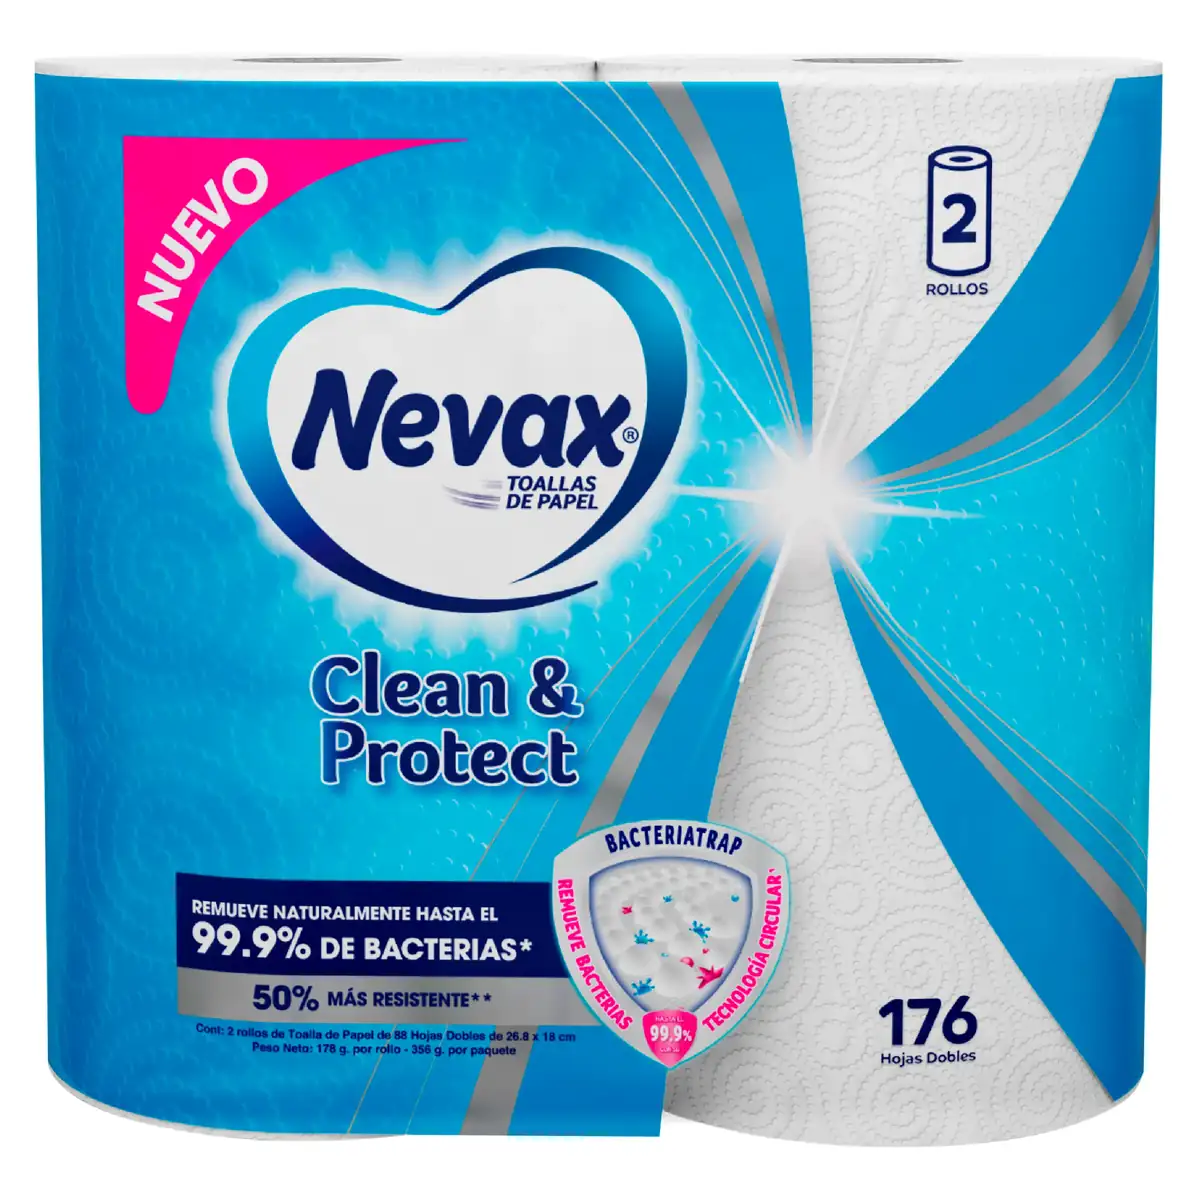 NUEVO
2
ROLLOS
Nevax®
TOALLAS
DE PAPEL
Clean &
Protect
BACTERIATRAP
REMUEVE BACTERIAS
TECNOLOGÍA CIRCULAR
HASTA EL
99.9%
REMUEVE NATURALMENTE HASTA EL
99.9% DE BACTERIAS*
50% MÁS RESISTENTE**
Cont: 2 rollos de Toalla de Papel de 88 Hojas Dobles de 26.8 x 18 cm
Peso Neto: 178 g. por rollo - 356 g. por paquete
176
Hojas Dobles